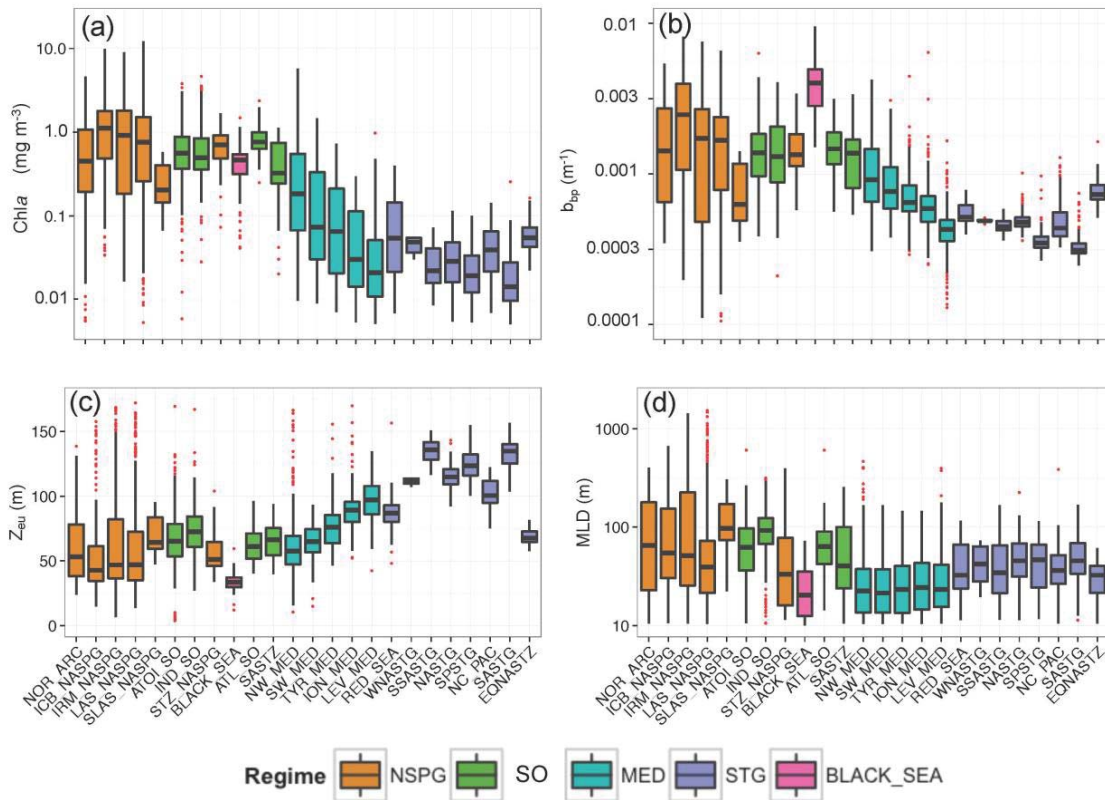 (a)
Chla (mg m⁻³)
10.0
1.0
0.1
0.01
(b)
b_bp (m⁻¹)
0.01
0.003
0.001
0.0003
0.0001
(c)
Z_eu (m)
150
100
50
0
NOR_ARC
ICB_NASPG
IRM_NASPG
LAS_NASPG
SLAS_NASPG
ATOI_SO
IND_SO
STZ_NASPG
BLACK_SEA
ATL_SO
SASTZ
NW_MED
SW_MED
TYR_MED
ION_MED
LEV_MED
RED_SEA
WNASTG
SSASTG
NASTG
SPSTG
NC_PAC
SASTG
EQNASTZ
(d)
MLD (m)
1000
100
10
NOR_ARC
ICB_NASPG
IRM_NASPG
LAS_NASPG
SLAS_NASPG
ATOI_SO
IND_SO
STZ_NASPG
BLACK_SEA
ATL_SO
SASTZ
NW_MED
SW_MED
TYR_MED
ION_MED
LEV_MED
RED_SEA
WNASTG
SSASTG
NASTG
SPSTG
NC_PAC
SASTG
EQNASTZ
Regime NSPG SO MED STG BLACK_SEA